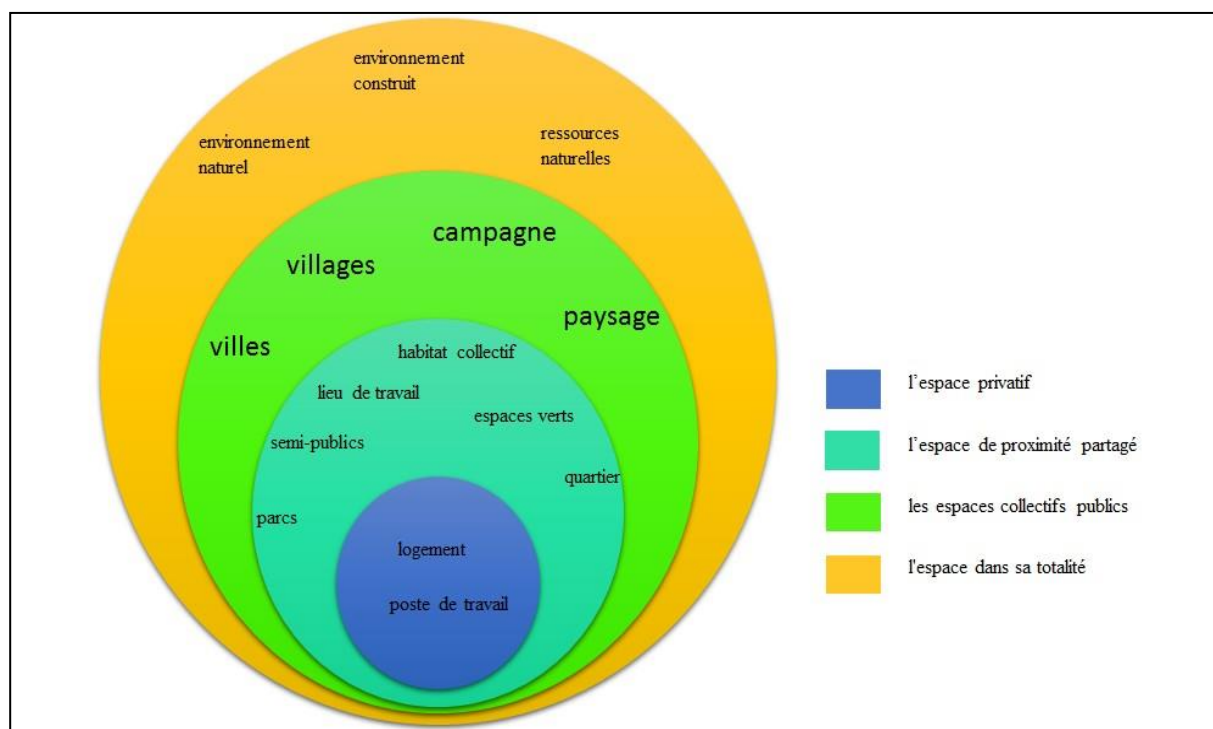 environnement
construit
environnement
naturel
ressources
naturelles
campagne
villages
paysage
villes
habitat collectif
lieu de travail
espaces verts
semi-publics
quartier
parcs
logement
poste de travail
l'espace privatif
l'espace de proximité partagé
les espaces collectifs publics
l'espace dans sa totalité